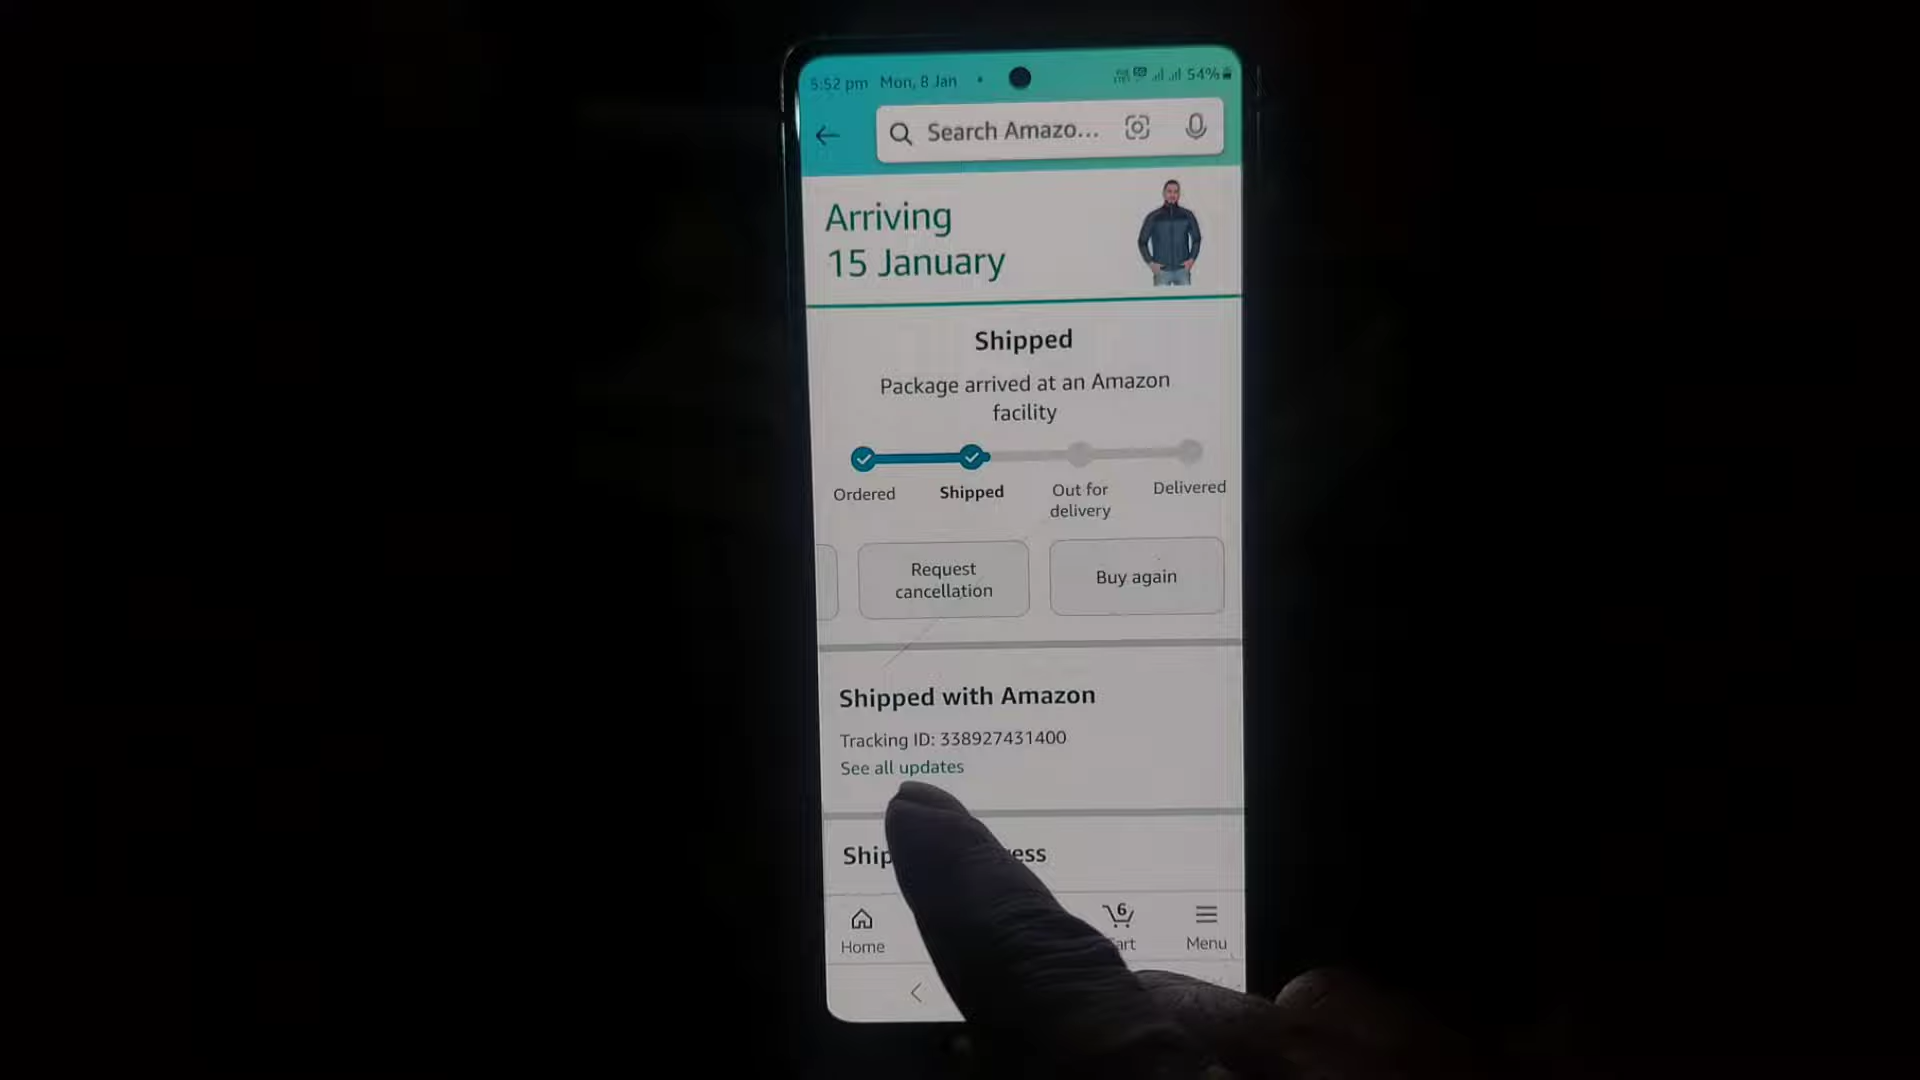 5:52 pm Mon, 8 Jan 54%
Search Amazo...
Arriving
15 January
Shipped
Package arrived at an Amazon
facility
Ordered Shipped Out for Delivered
delivery
Request Buy again
cancellation
Shipped with Amazon
Tracking ID: 338927431400
See all updates
Ship ess
6
Home art Menu